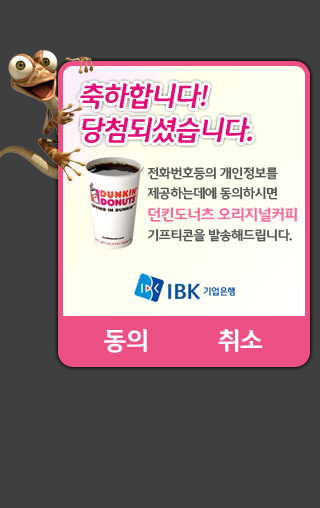 축하합니다!
당첨되셨습니다.
전화번호등의 개인정보를
제공하는데에 동의하시면
던킨도너츠 오리지널커피
기프티콘을 발송해드립니다.
DUNKIN'
DONUTS
IBK 기업은행
동의 취소